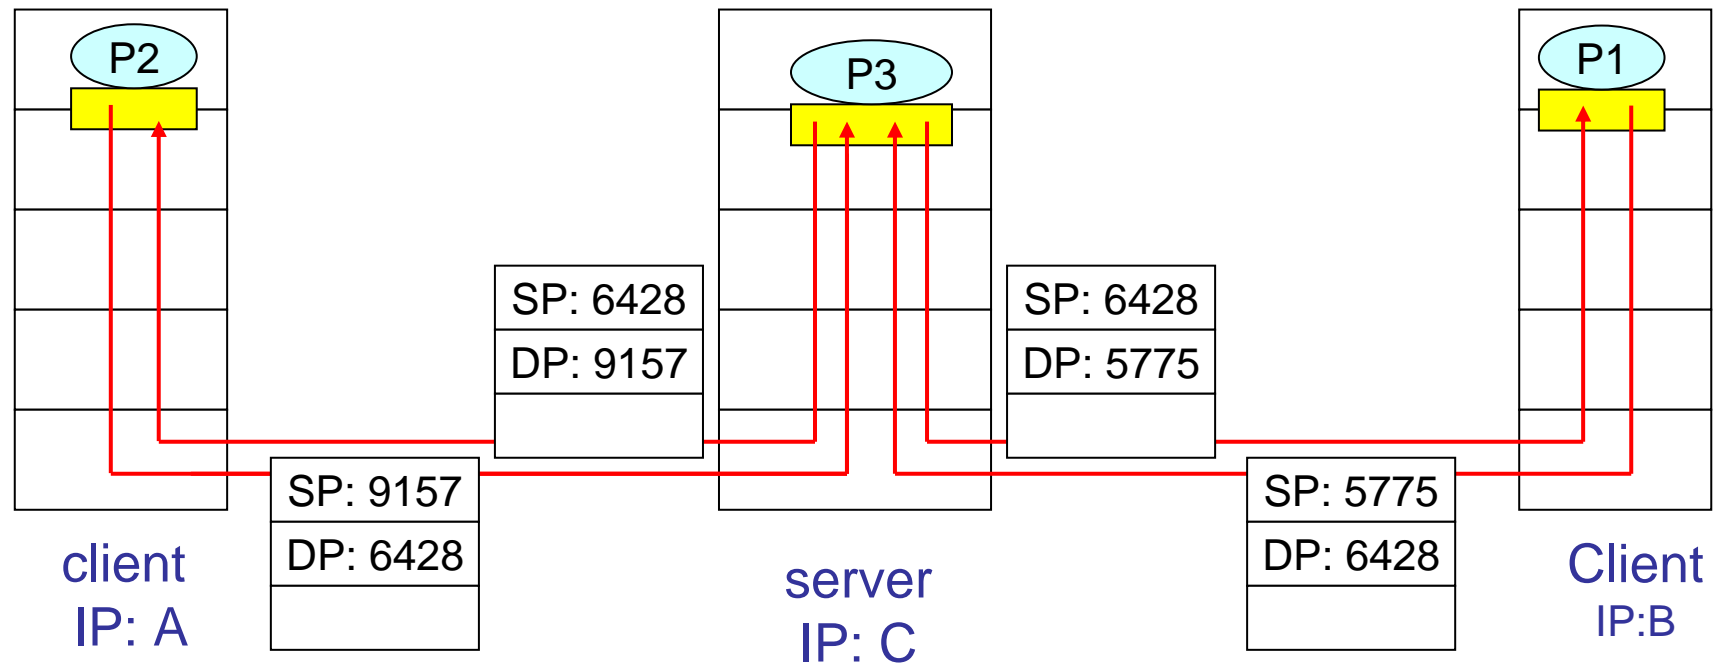 P2
P3
P1
SP: 6428
DP: 9157
SP: 6428
DP: 5775
SP: 9157
DP: 6428
SP: 5775
DP: 6428
client
IP: A
server
IP: C
Client
IP:B